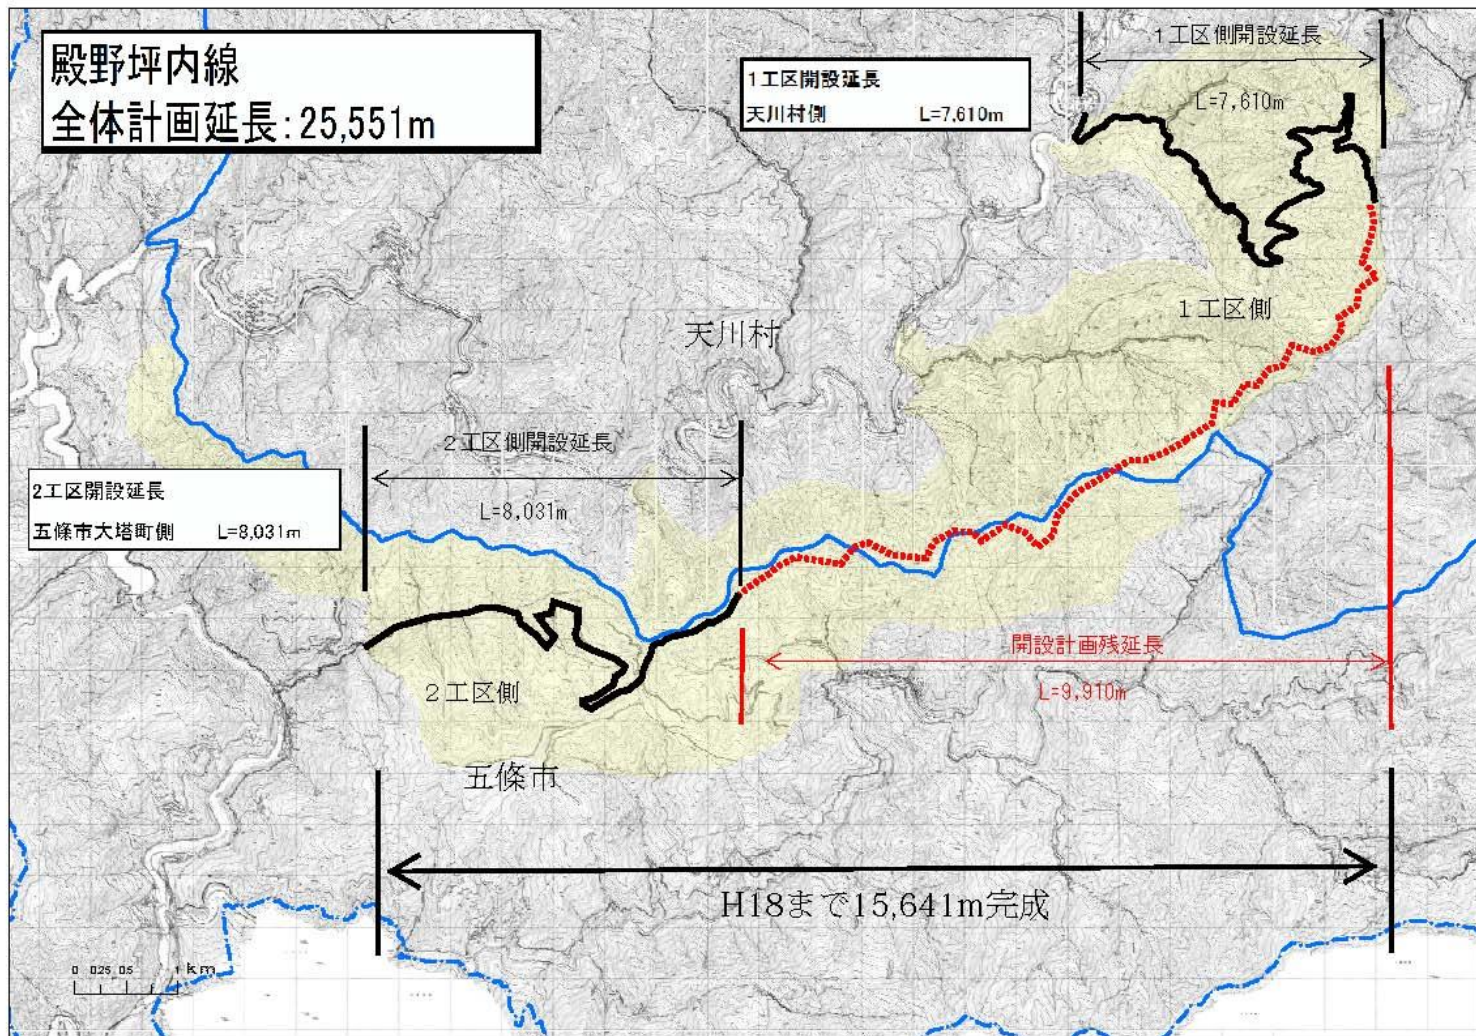 殿野坪内線
全体計画延長:25,551m
1工区開設延長
天川村側 L=7,610m
1工区側開設延長
L=7,610m
1工区側
天川村
2工区側開設延長
L=8,031m
2工区開設延長
五條市大塔町側 L=8,031m
開設計画残延長
L=9,910m
2工区側
五條市
H18まで15,641m完成
0 0.25 0.5 1 km